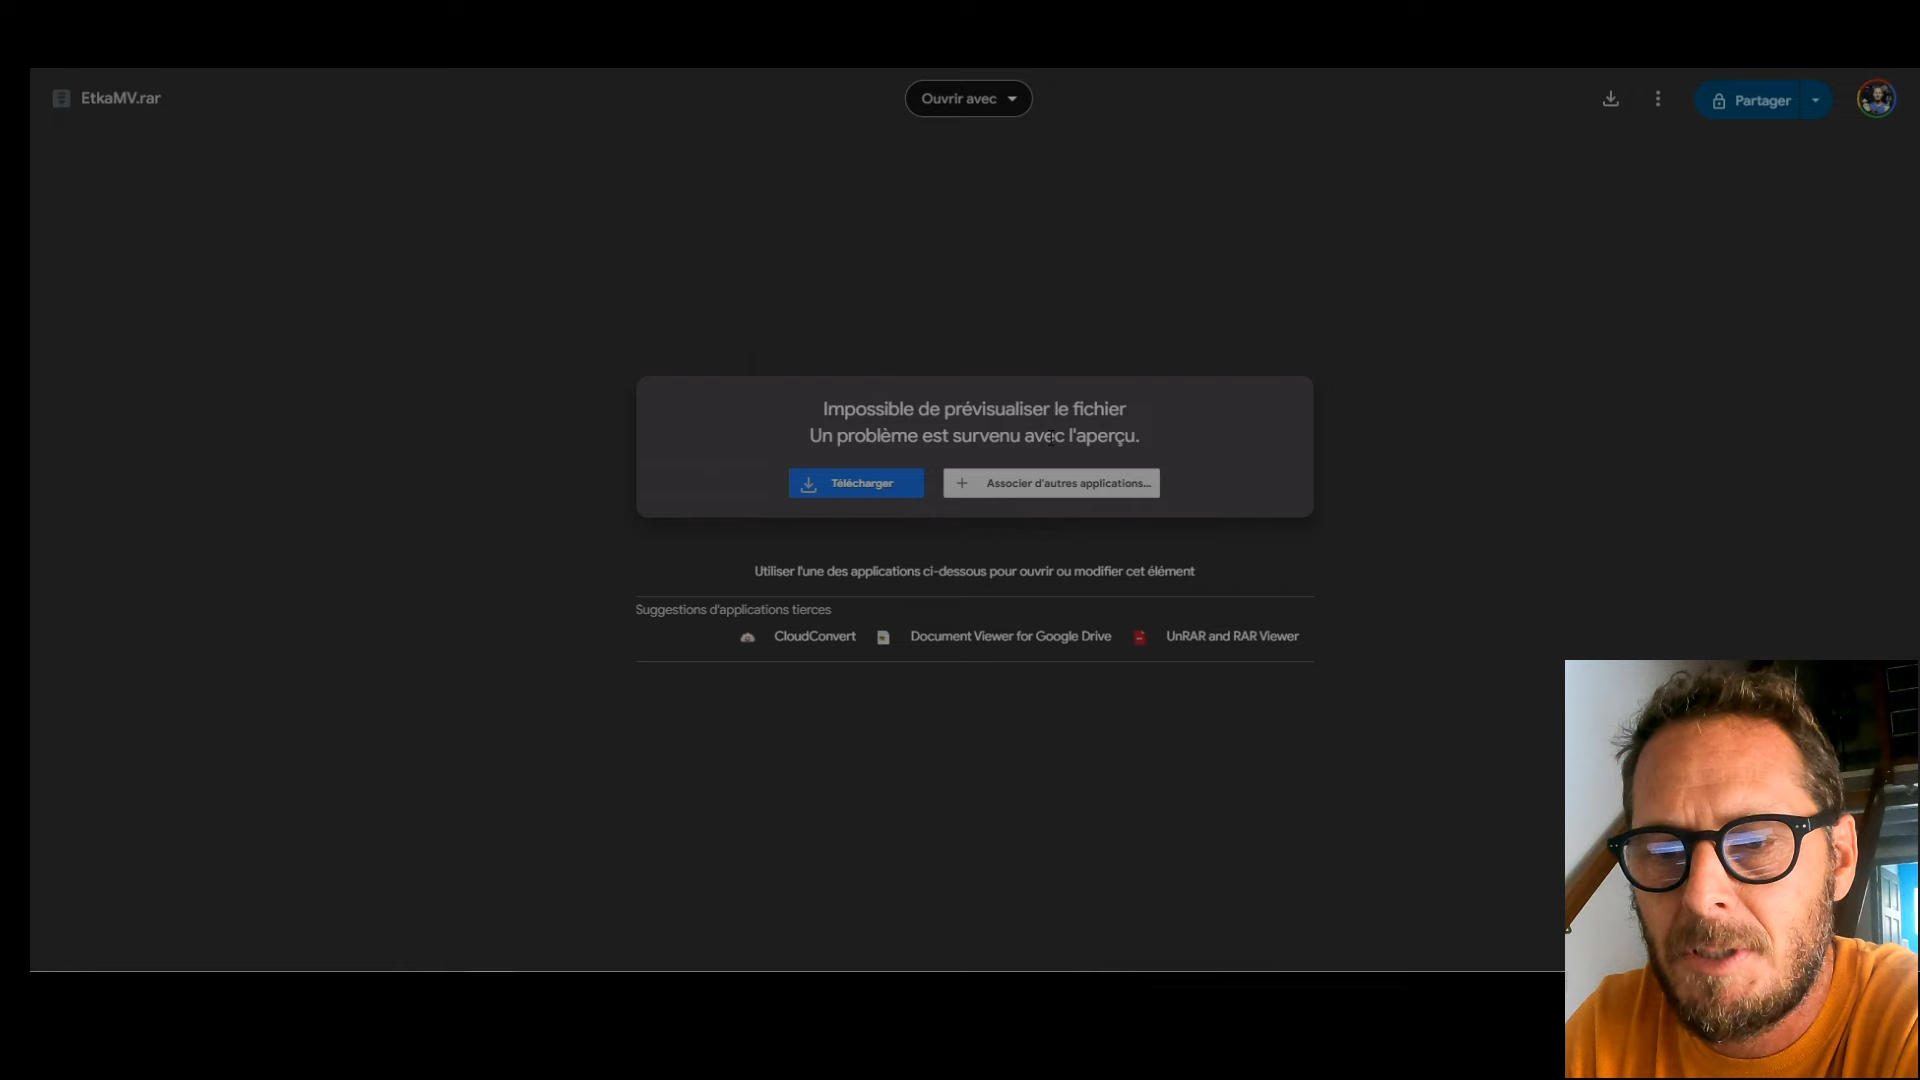 EtkaMV.rar
Ouvrir avec
Partager
Impossible de prévisualiser le fichier
Un problème est survenu avec l'aperçu.
Télécharger
Associer d'autres applications...
Utiliser l'une des applications ci-dessous pour ouvrir ou modifier cet élément
Suggestions d'applications tierces
CloudConvert
Document Viewer for Google Drive
UnRAR and RAR Viewer